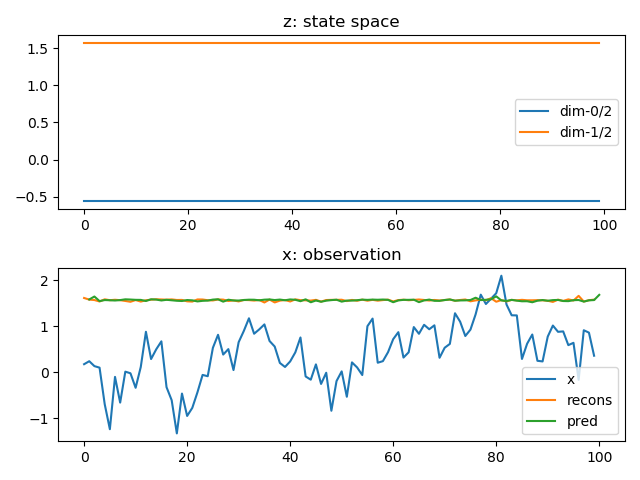 z: state space
1.5
1.0
0.5
0.0
−0.5
dim-0/2
dim-1/2
0 20 40 60 80 100
x: observation
2
1
0
−1
x
recons
pred
0 20 40 60 80 100